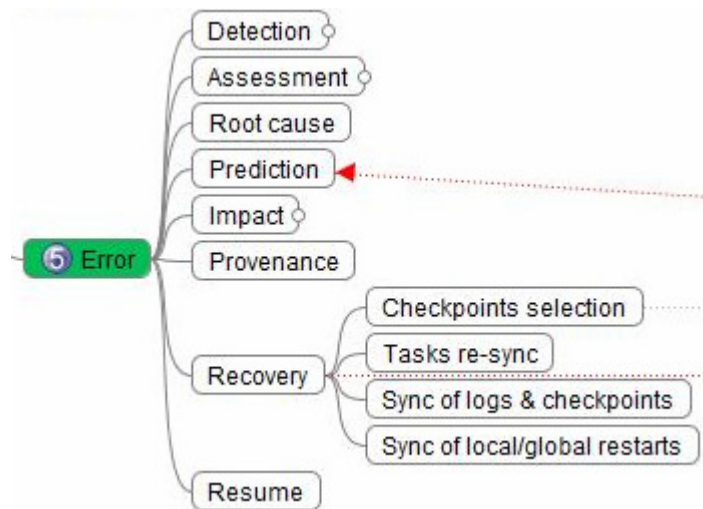 Detection
Assessment
Root cause
Prediction
Impact
5 Error
Provenance
Checkpoints selection
Tasks re-sync
Recovery
Sync of logs & checkpoints
Sync of local/global restarts
Resume